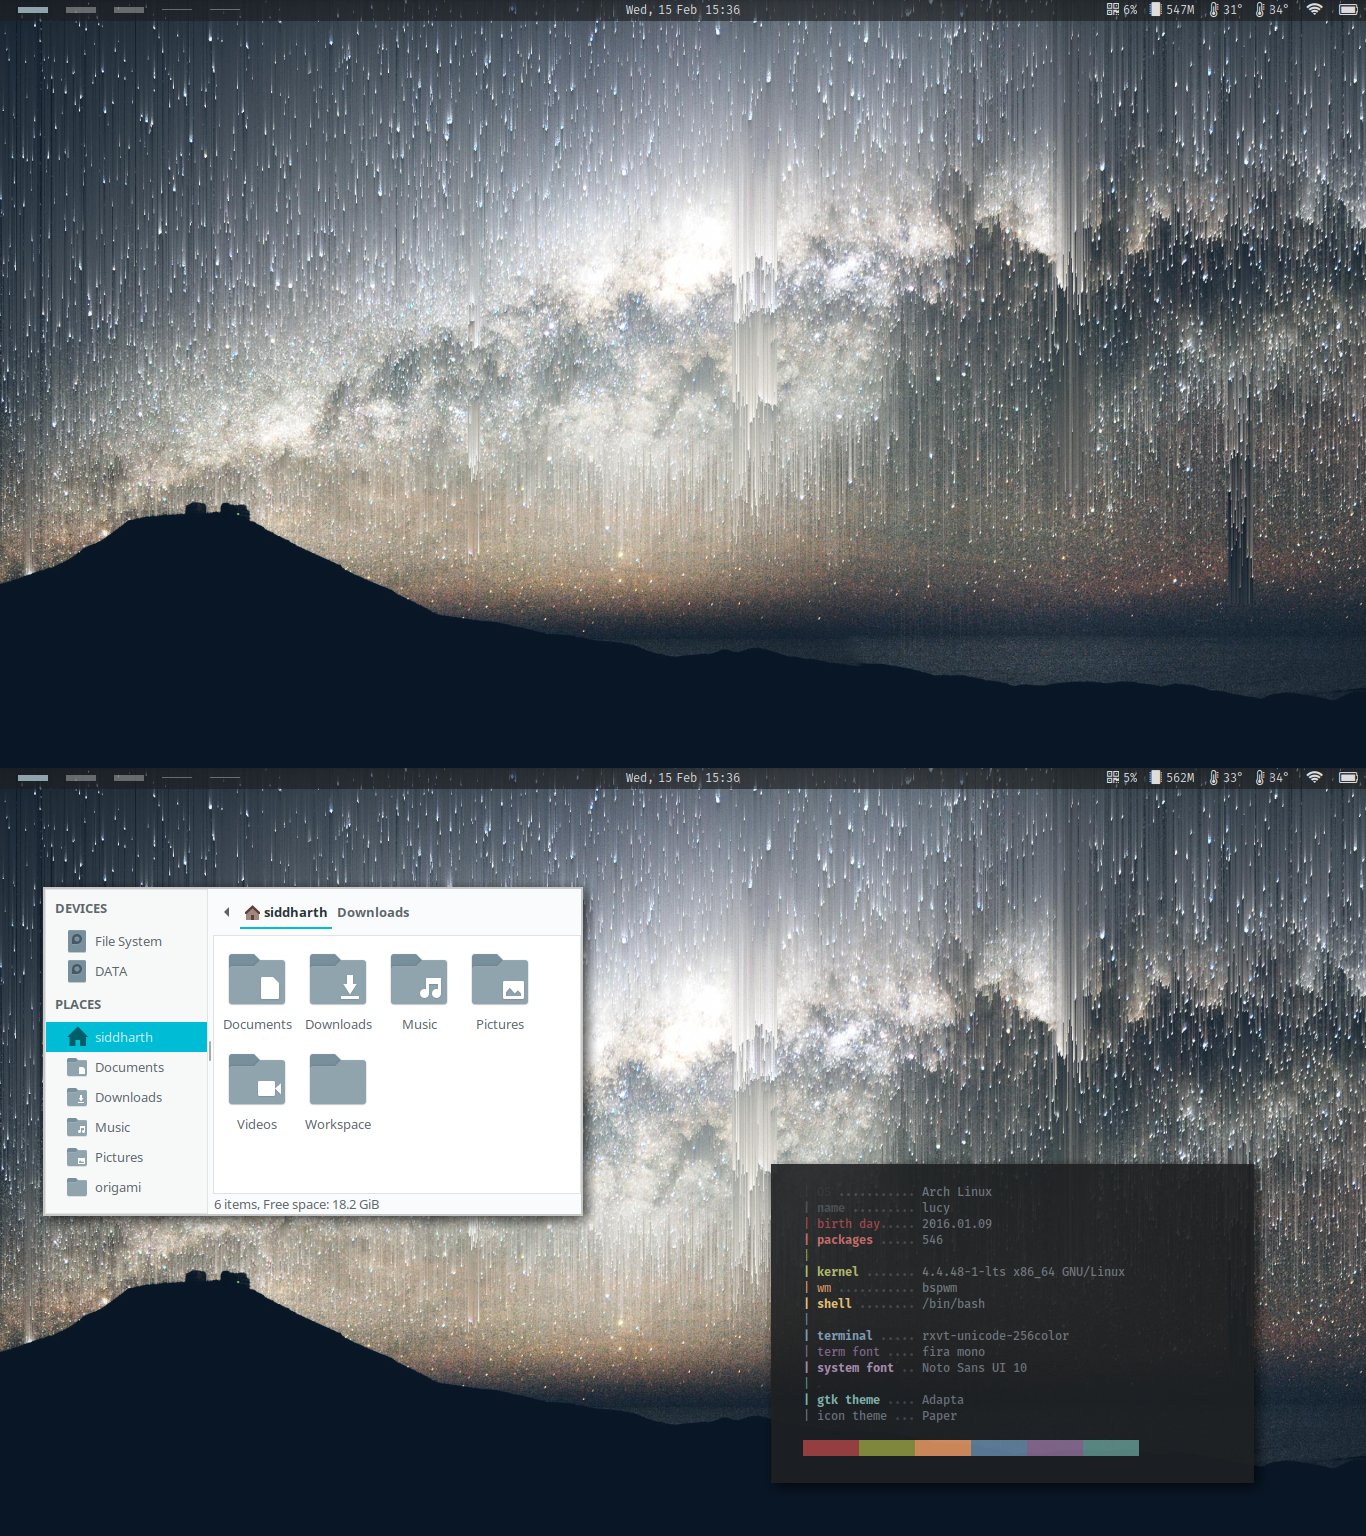 Wed, 15 Feb 15:36
6% 547M 31° 34°
Wed, 15 Feb 15:36
5% 562M 33° 34°
DEVICES
File System
DATA
PLACES
siddharth
Documents
Downloads
Music
Pictures
origami
siddharth Downloads
Documents Downloads Music Pictures
Videos Workspace
6 items, Free space: 18.2 GiB
os ........... Arch Linux
| name ......... lucy
| birth day..... 2016.01.09
| packages ..... 546
|
| kernel ....... 4.4.48-1-lts x86_64 GNU/Linux
| wm ........... bspwm
| shell ........ /bin/bash
|
| terminal ..... rxvt-unicode-256color
| term font .... fira mono
| system font .. Noto Sans UI 10
|
| gtk theme .... Adapta
| icon theme ... Paper